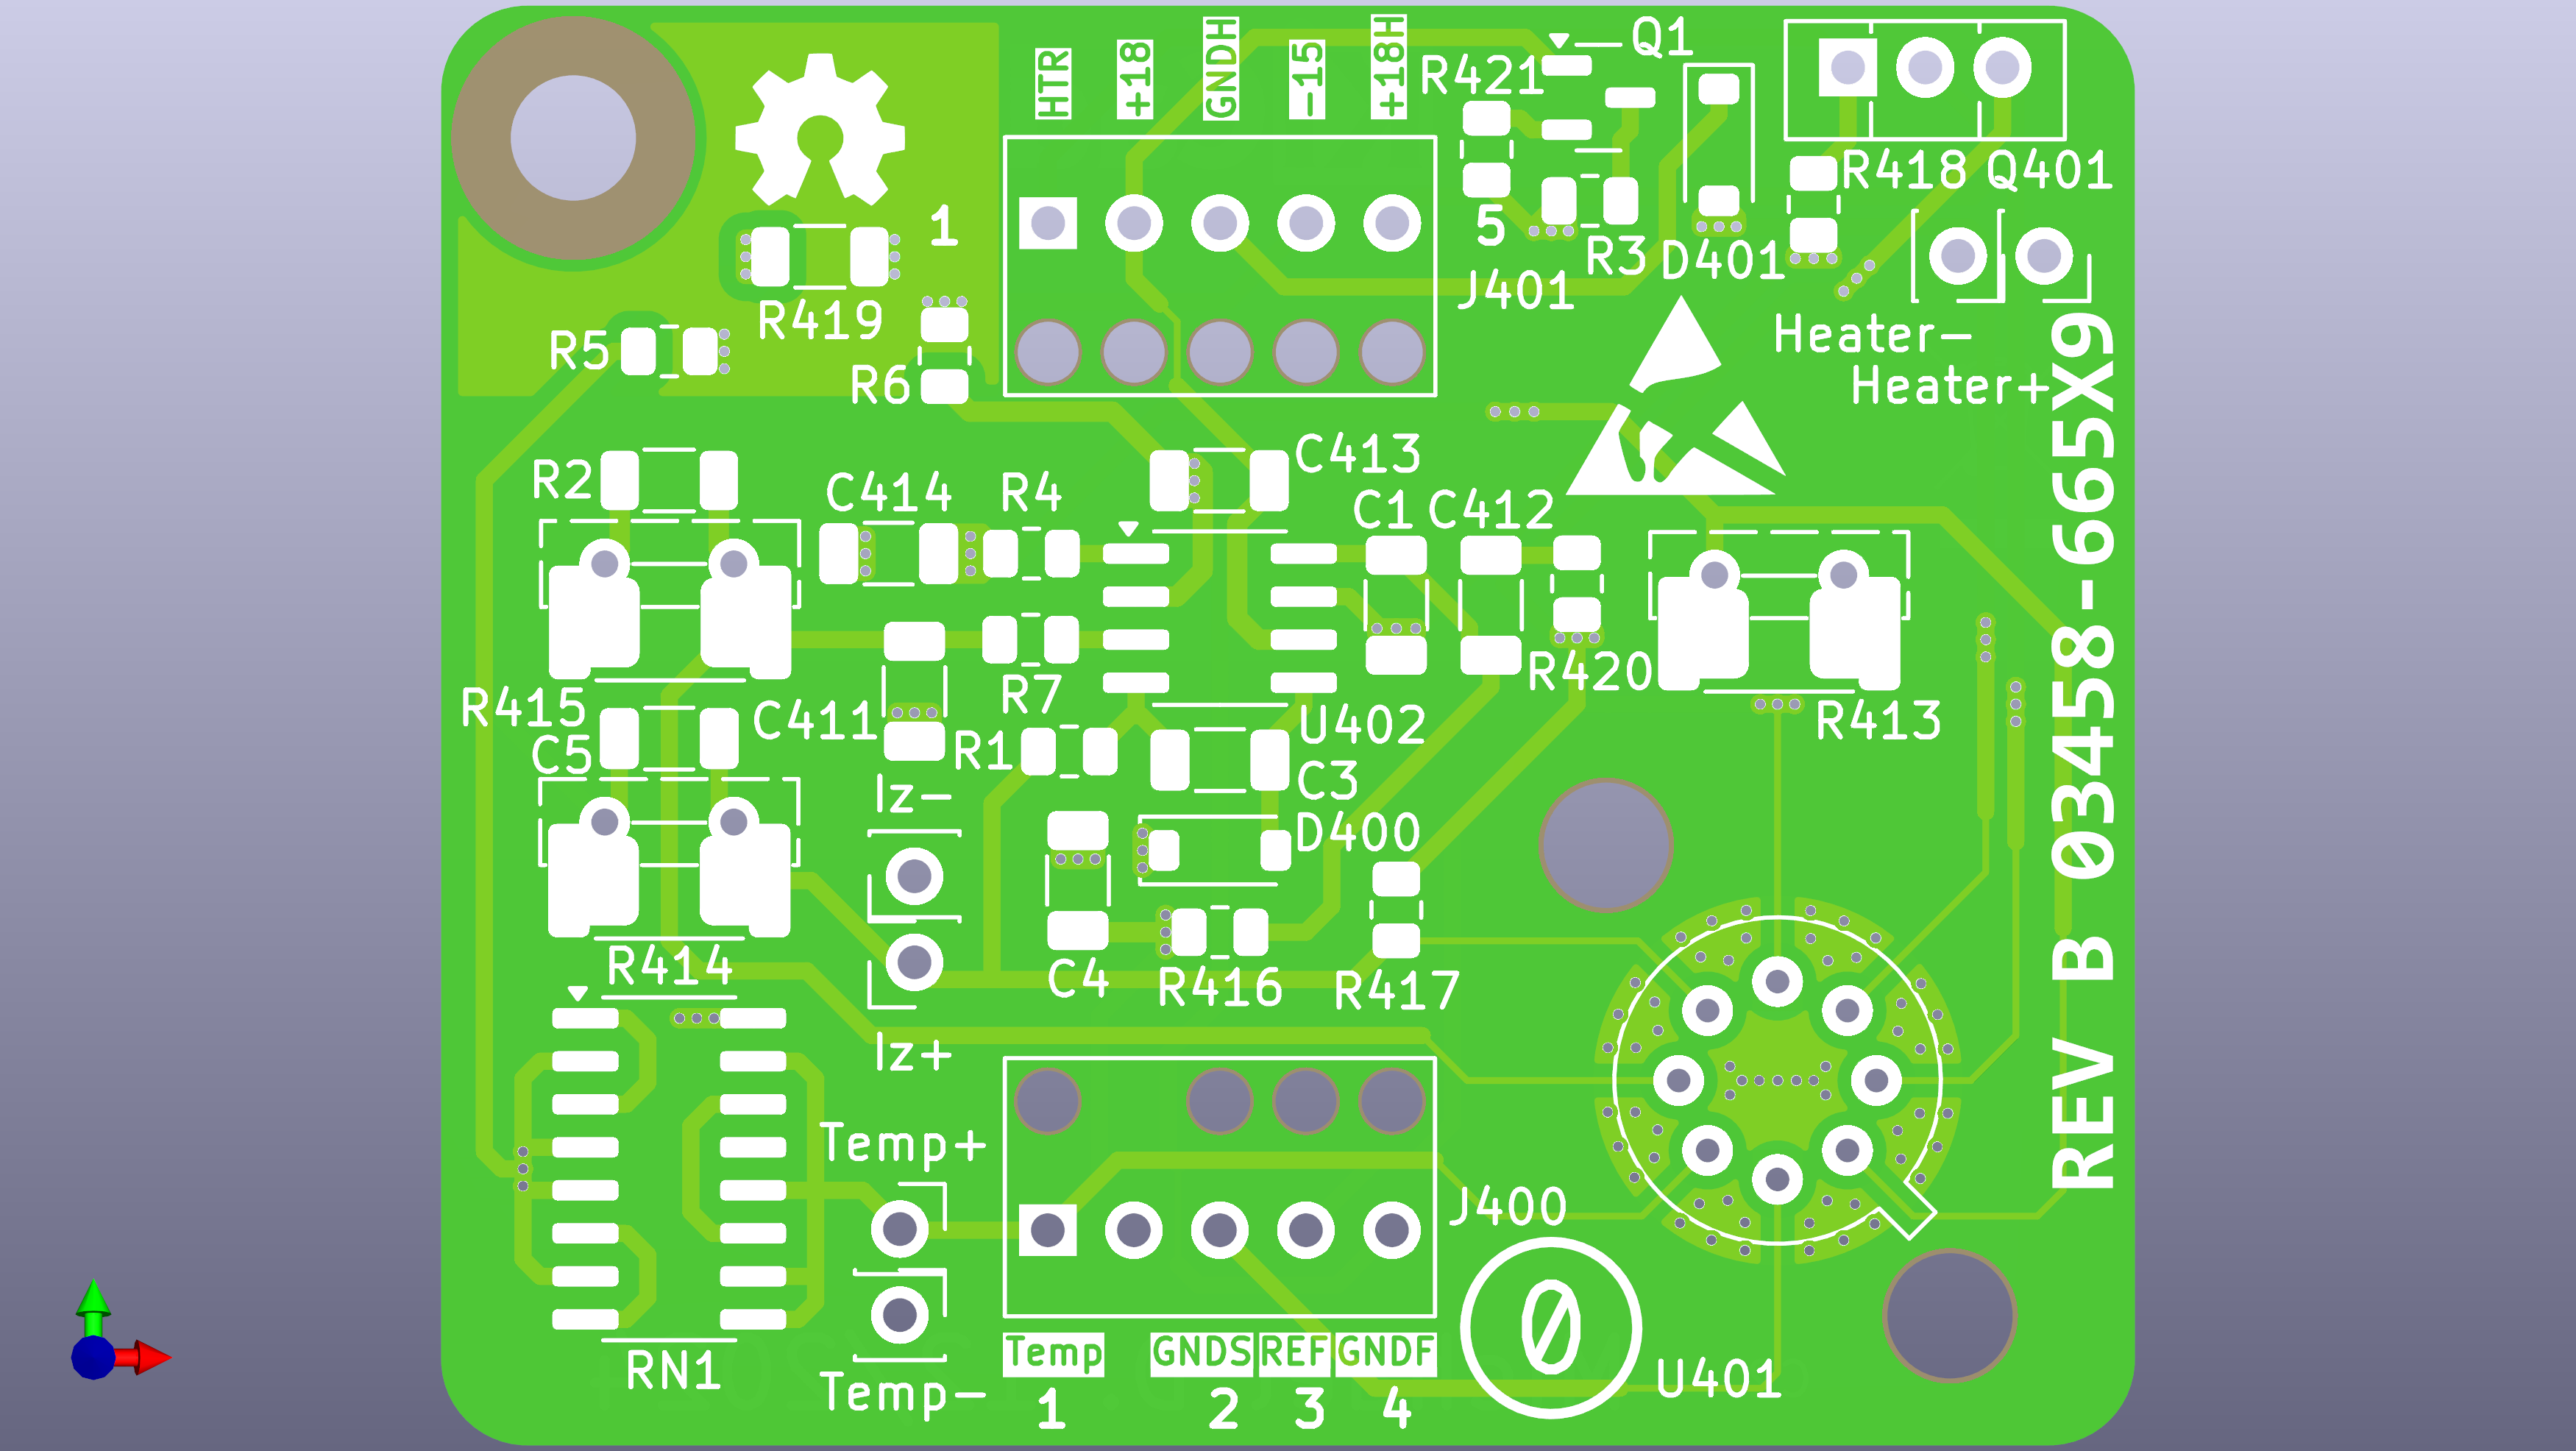 HTR
+18
GNDH
-15
+18H
Q1
R421
R418
Q401
1
5
R3
D401
J401
R419
R5
R6
Heater-
Heater+
R2
C414
R4
C413
C1
C412
R420
R413
R415
C411
R7
U402
C5
R1
C3
Iz-
D400
R414
C4
R416
R417
Iz+
Temp+
J400
RN1
Temp-
Temp
GNDS
REF
GNDF
1
2
3
4
0
U401
REV B 03458-665X9